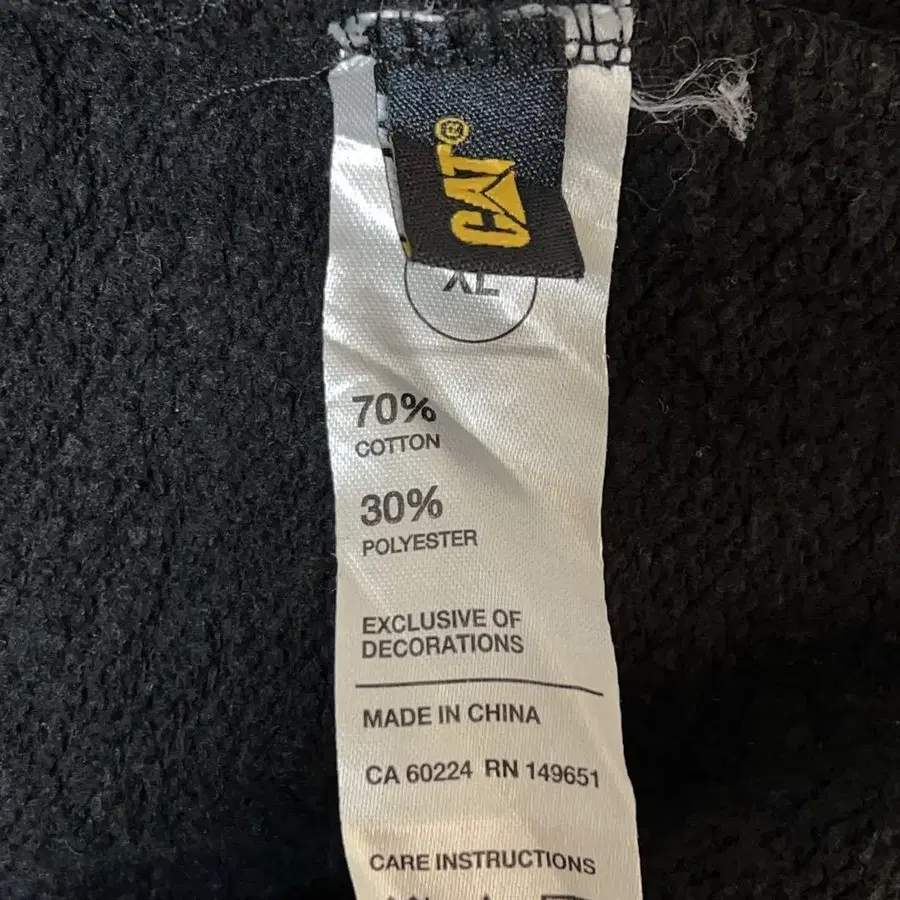 CAT®
XL
70%
COTTON
30%
POLYESTER
EXCLUSIVE OF
DECORATIONS
MADE IN CHINA
CA 60224 RN 149651
CARE INSTRUCTIONS